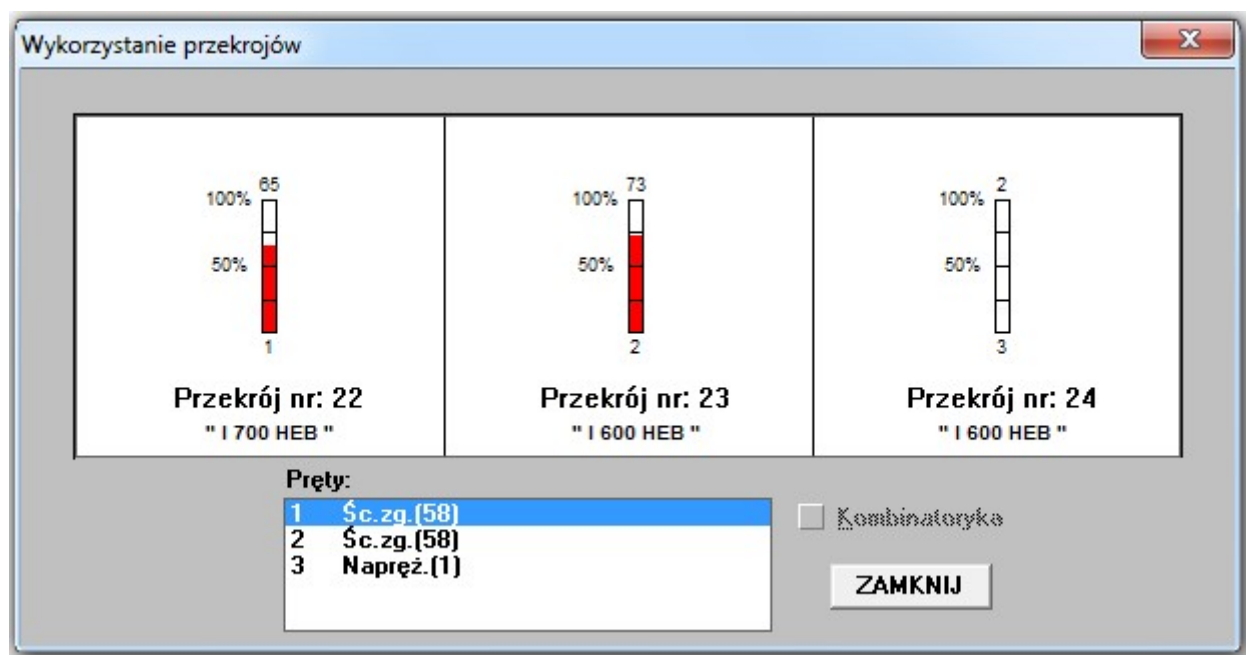 Wykorzystanie przekrojów
65
100%
50%
1
Przekrój nr: 22
" I 700 HEB "
73
100%
50%
2
Przekrój nr: 23
" I 600 HEB "
2
100%
50%
3
Przekrój nr: 24
" I 600 HEB "
Pręty:
1 Śc.zg.(58)
2 Śc.zg.(58)
3 Napręż.(1)
Kombinatoryka
ZAMKNIJ